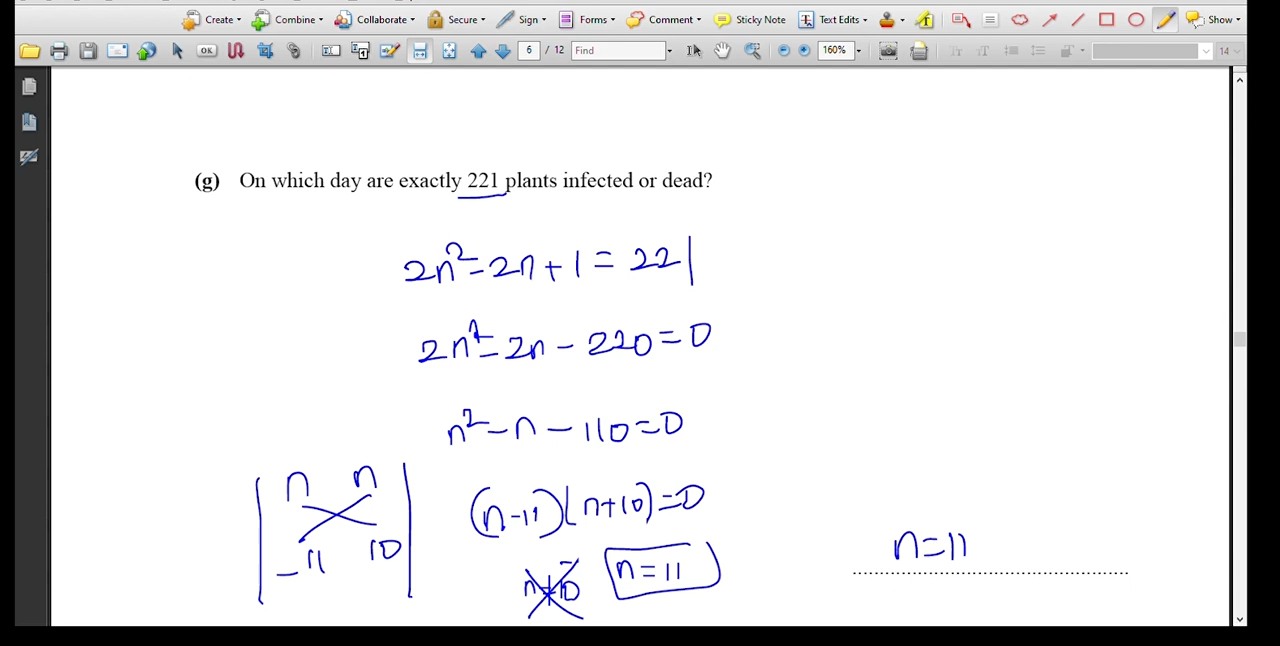 Create Combine Collaborate Secure Sign Forms Comment Sticky Note Text Edits Show
OK 6 / 12 Find 160% 14
(g) On which day are exactly 221 plants infected or dead?
2n²-2n+1=221
2n²-2n-220=0
n²-n-110=0
n n
(n-11)(n+10)=0
-11 10
n=11
n=11